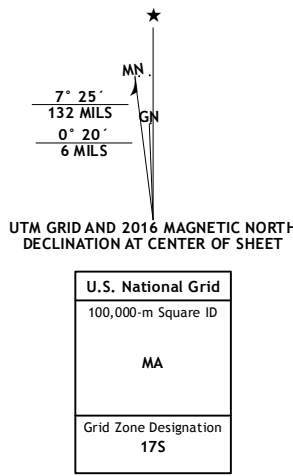 ★
MN
7° 25´
132 MILS
GN
0° 20´
6 MILS
UTM GRID AND 2016 MAGNETIC NORTH
DECLINATION AT CENTER OF SHEET
U.S. National Grid
100,000-m Square ID
MA
Grid Zone Designation
17S